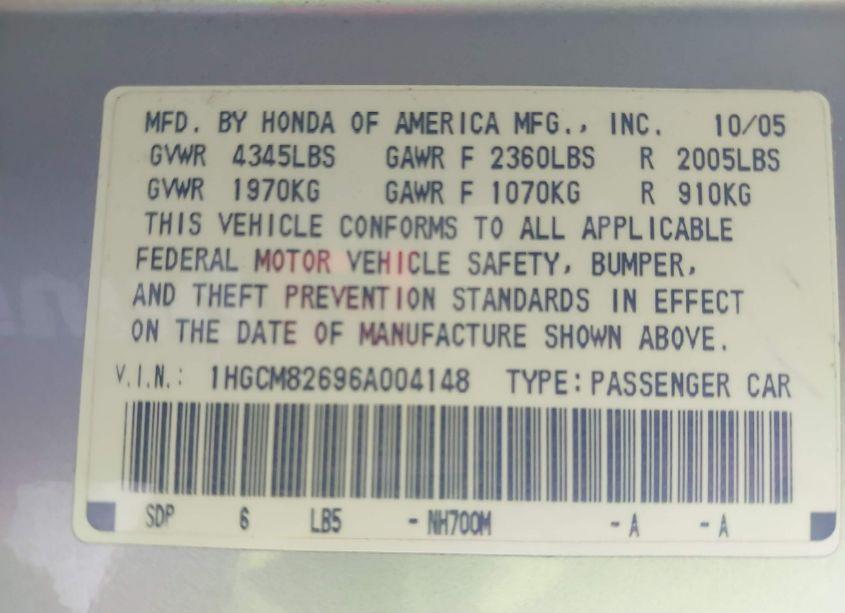 MFD. BY HONDA OF AMERICA MFG., INC. 10/05
GVWR 4345LBS GAWR F 2360LBS R 2005LBS
GVWR 1970KG GAWR F 1070KG R 910KG
THIS VEHICLE CONFORMS TO ALL APPLICABLE
FEDERAL MOTOR VEHICLE SAFETY, BUMPER,
AND THEFT PREVENTION STANDARDS IN EFFECT
ON THE DATE OF MANUFACTURE SHOWN ABOVE.
V.I.N.: 1HGCM82696A004148 TYPE: PASSENGER CAR
SDP 6 LB5 - NH700M - A - A